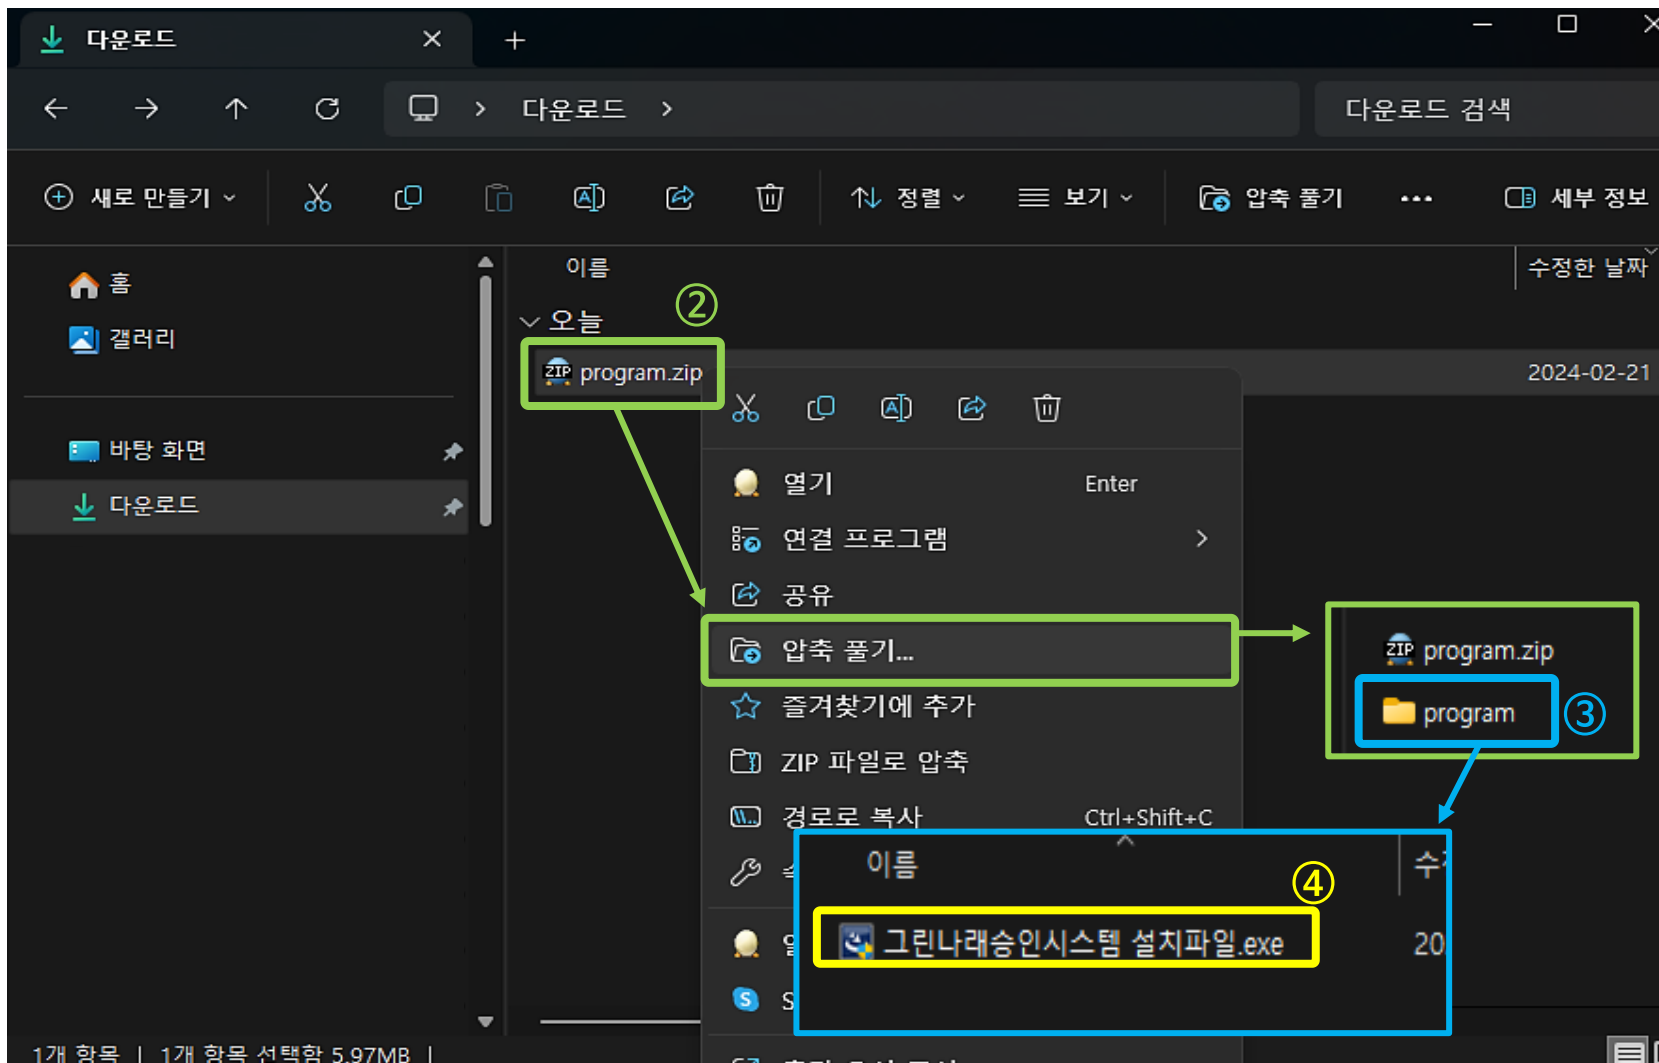 다운로드
다운로드
다운로드 검색
새로 만들기
정렬
보기
압축 풀기
세부 정보
홈
갤러리
바탕 화면
다운로드
이름
수정한 날짜
오늘
②
program.zip
2024-02-21
열기 Enter
연결 프로그램
공유
압축 풀기...
즐겨찾기에 추가
ZIP 파일로 압축
경로로 복사 Ctrl+Shift+C
program.zip
program
③
이름
④
그린나래승인시스템 설치파일.exe
20
1개 항목 | 1개 항목 선택함 5.97MB |